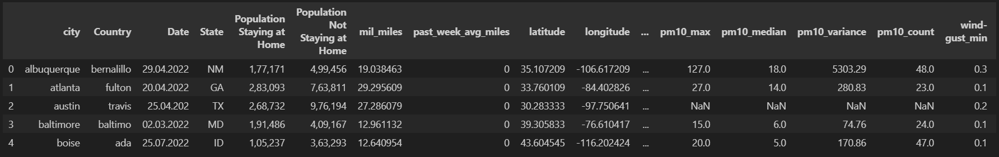 city Country Date State Population Staying at Home Population Not Staying at Home mil_miles past_week_avg_miles latitude longitude ... pm10_max pm10_median pm10_variance pm10_count wind-gust_min
0 albuquerque bernalillo 29.04.2022 NM 1,77,171 4,99,456 19.038463 0 35.107209 -106.617209 ... 127.0 18.0 5303.29 48.0 0.3
1 atlanta fulton 20.04.2022 GA 2,83,093 7,63,811 29.295609 0 33.760109 -84.402826 ... 27.0 14.0 280.83 23.0 0.1
2 austin travis 25.04.202 TX 2,68,732 9,76,194 27.286079 0 30.283333 -97.750641 ... NaN NaN NaN NaN 0.2
3 baltimore baltimo 02.03.2022 MD 1,91,486 4,09,167 12.961132 0 39.305833 -76.610417 ... 15.0 6.0 74.76 24.0 0.1
4 boise ada 25.07.2022 ID 1,05,237 3,63,293 12.640954 0 43.604545 -116.202424 ... 20.0 5.0 170.86 47.0 0.1